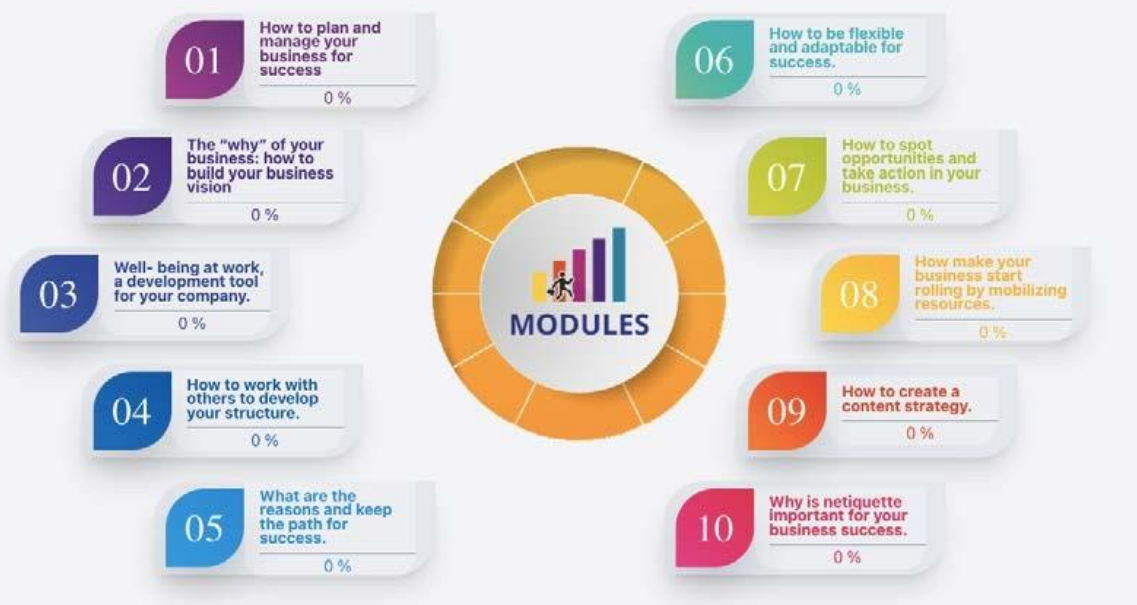 01
How to plan and
manage your
business for
success
0 %
02
The "why" of your
business: how to
build your business
vision
0 %
03
Well- being at work,
a development tool
for your company.
0 %
04
How to work with
others to develop
your structure.
0 %
05
What are the
reasons and keep
the path for
success.
0 %
MODULES
06
How to be flexible
and adaptable for
success.
0 %
07
How to spot
opportunities and
take action in your
business.
0 %
08
How make your
business start
rolling by mobilizing
resources.
0 %
09
How to create a
content strategy.
0 %
10
Why is netiquette
important for your
business success.
0 %